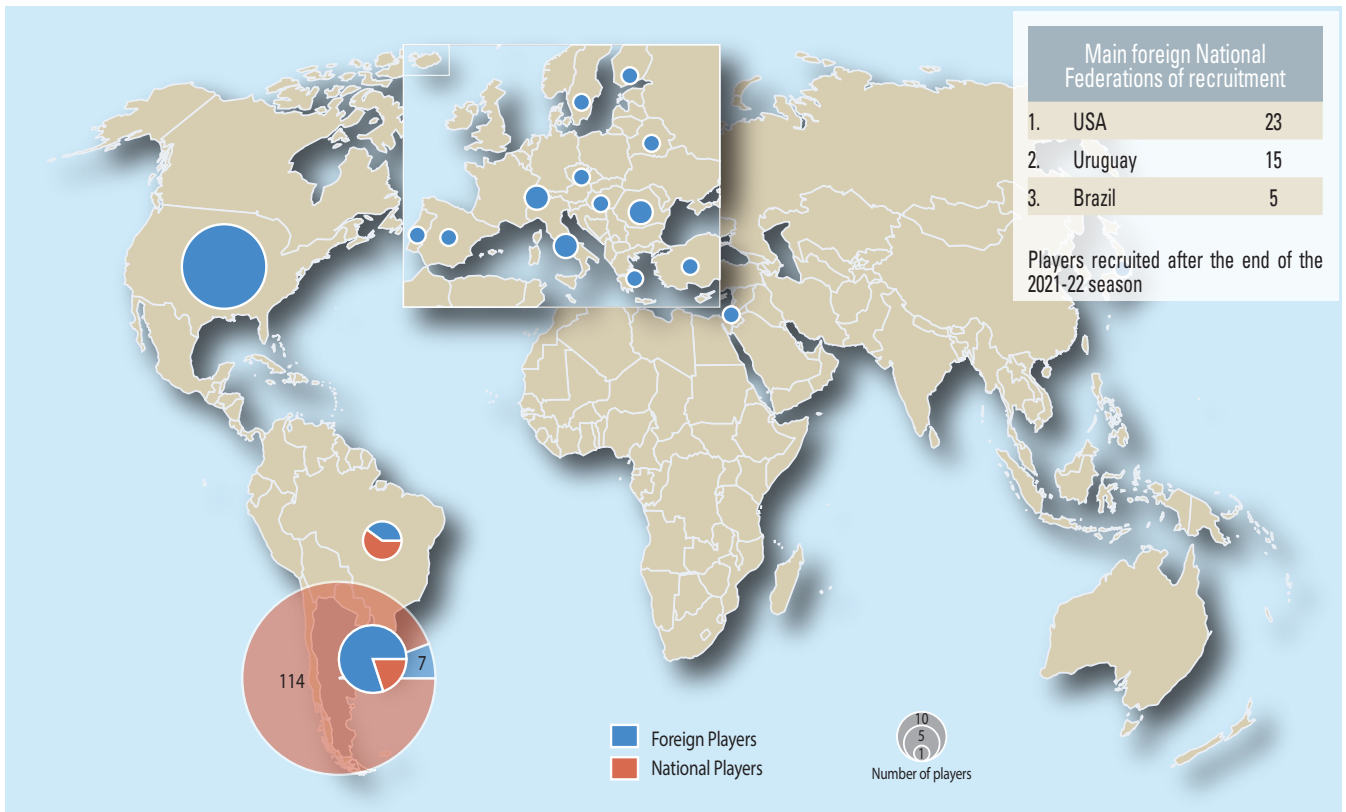 Main foreign National
Federations of recruitment
1. USA 23
2. Uruguay 15
3. Brazil 5
Players recruited after the end of the
2021-22 season
114
7
Foreign Players
National Players
10
5
1
Number of players